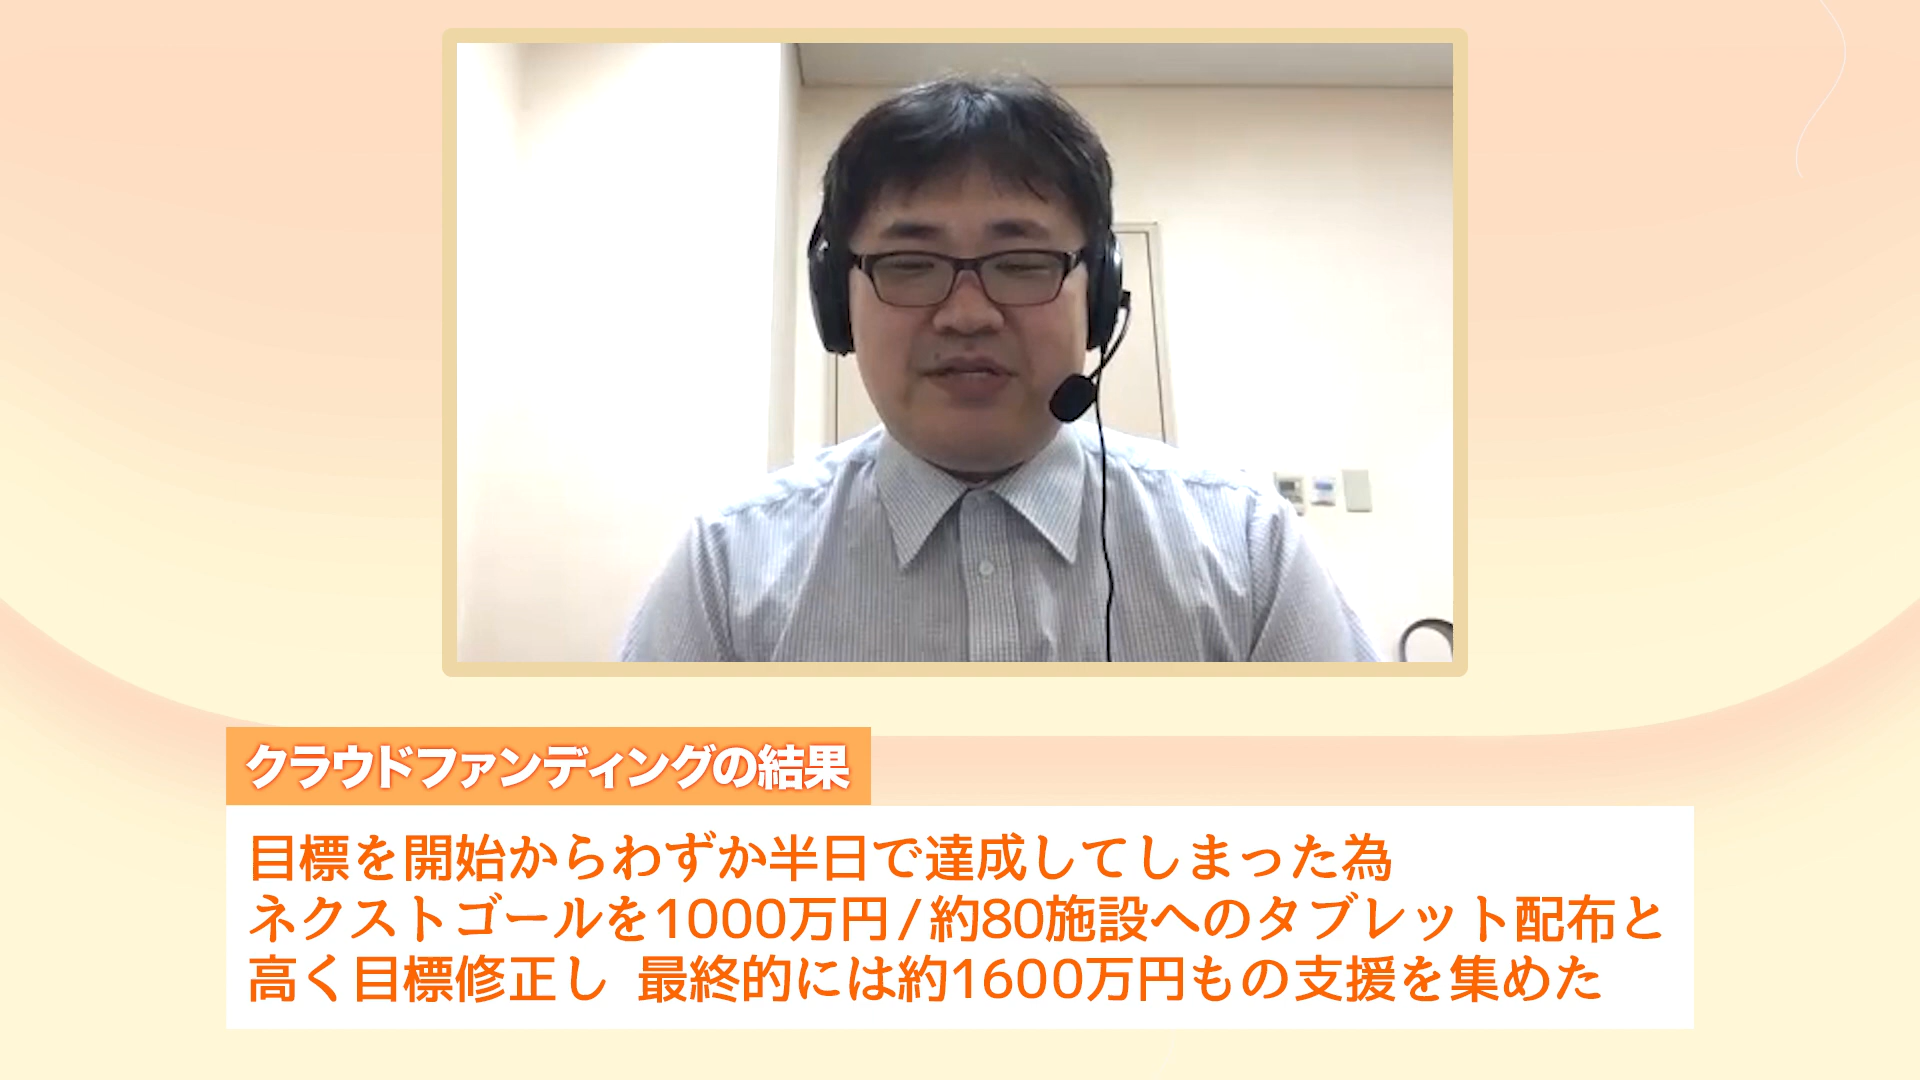 クラウドファンディングの結果
目標を開始からわずか半日で達成してしまった為
ネクストゴールを1000万円/約80施設へのタブレット配布と
高く目標修正し 最終的には約1600万円もの支援を集めた